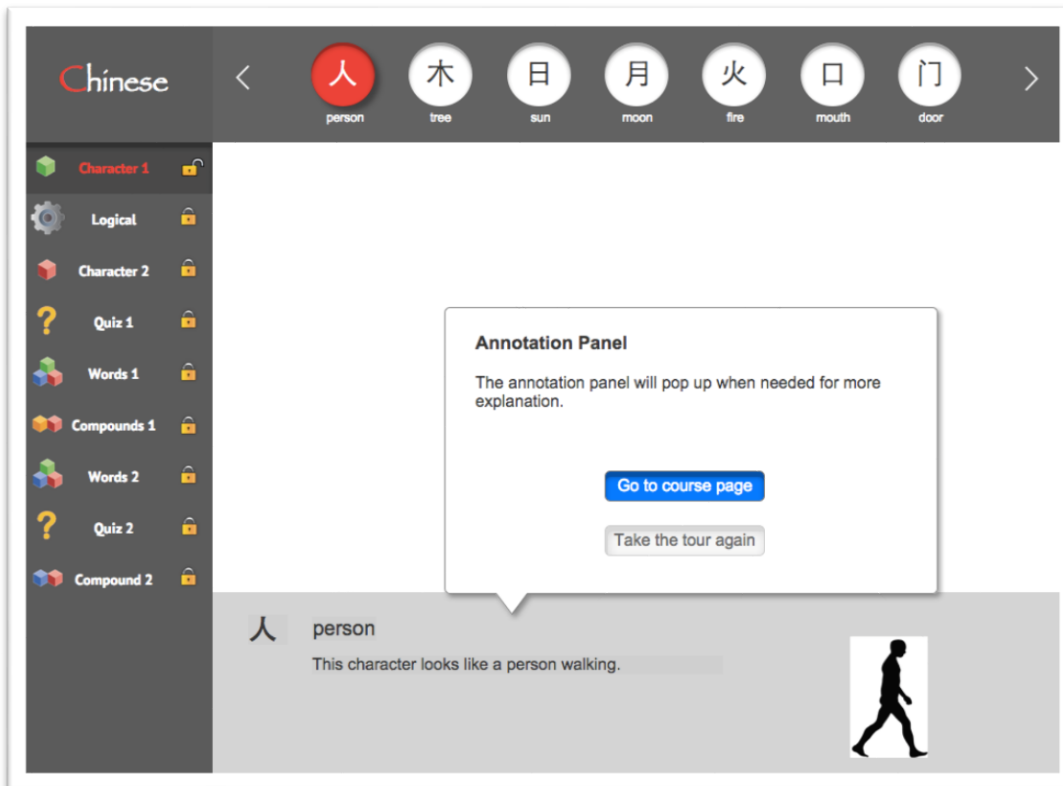 Chinese
人 木 日 月 火 口 门
person tree sun moon fire mouth door
Character 1
Logical
Character 2
Quiz 1
Words 1
Compounds 1
Words 2
Quiz 2
Compound 2
Annotation Panel
The annotation panel will pop up when needed for more
explanation.
Go to course page
Take the tour again
人 person
This character looks like a person walking.